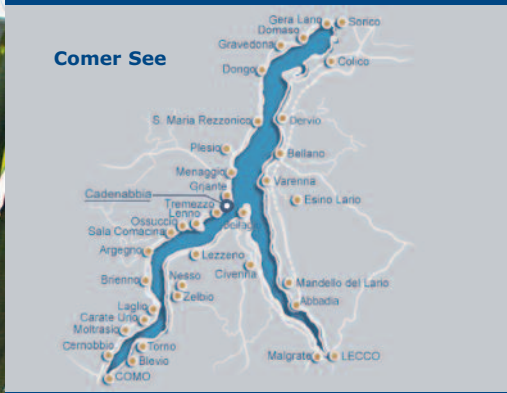 Comer See
Gera Lario
Sorico
Domaso
Gravedona
Dongo
Colico
S. Maria Rezzonico
Dervio
Plesio
Bellano
Menaggio
Varenna
Griante
Cadenabbia
Esino Lario
Tremezzo
Lenno
Ossuccio
Sala Comacina
Argegno
Lezzeno
Civenna
Brienno
Nesso
Zelbio
Mandello del Lario
Abbadia
Laglio
Carate Urio
Moltrasio
Torno
Cernobbio
Blevio
Malgrate
LECCO
COMO